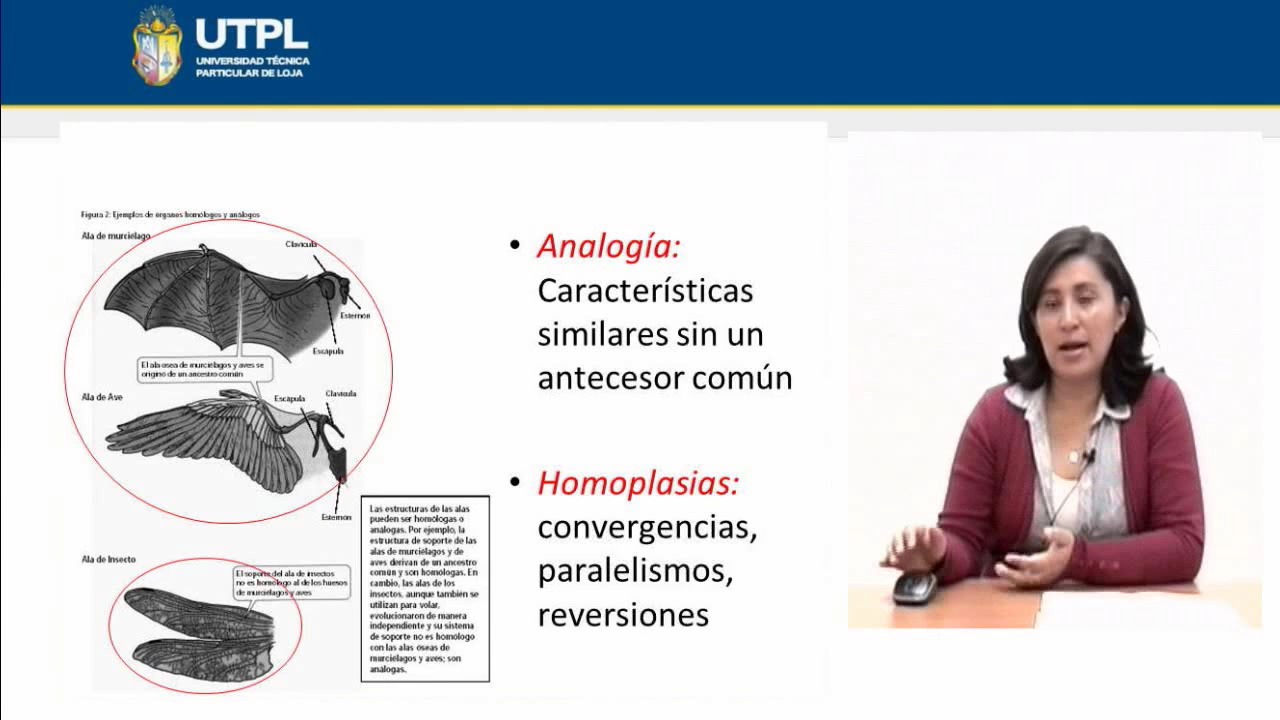 UTPL
UNIVERSIDAD TÉCNICA
PARTICULAR DE LOJA
Figura 2: Ejemplos de órganos homólogos y análogos
Ala de murciélago
Clavícula
Esternón
Escápula
El ala ósea de murciélagos y aves se
originó de un ancestro común
Ala de Ave
Escápula
Clavícula
Esternón
Ala de Insecto
El soporte del ala de insectos
no es homólogo al de los huesos
de murciélagos y aves
Las estructuras de las alas
pueden ser homólogas o
análogas. Por ejemplo, la
estructura de soporte de las
alas de murciélagos y de
aves derivan de un ancestro
común y son homólogas. En
cambio, las alas de los
insectos, aunque también se
utilizan para volar,
evolucionaron de manera
independiente y su sistema
de soporte no es homólogo
con las alas óseas de
murciélagos y aves; son
análogas.
• Analogía:
Características
similares sin un
antecesor común
• Homoplasias:
convergencias,
paralelismos,
reversiones